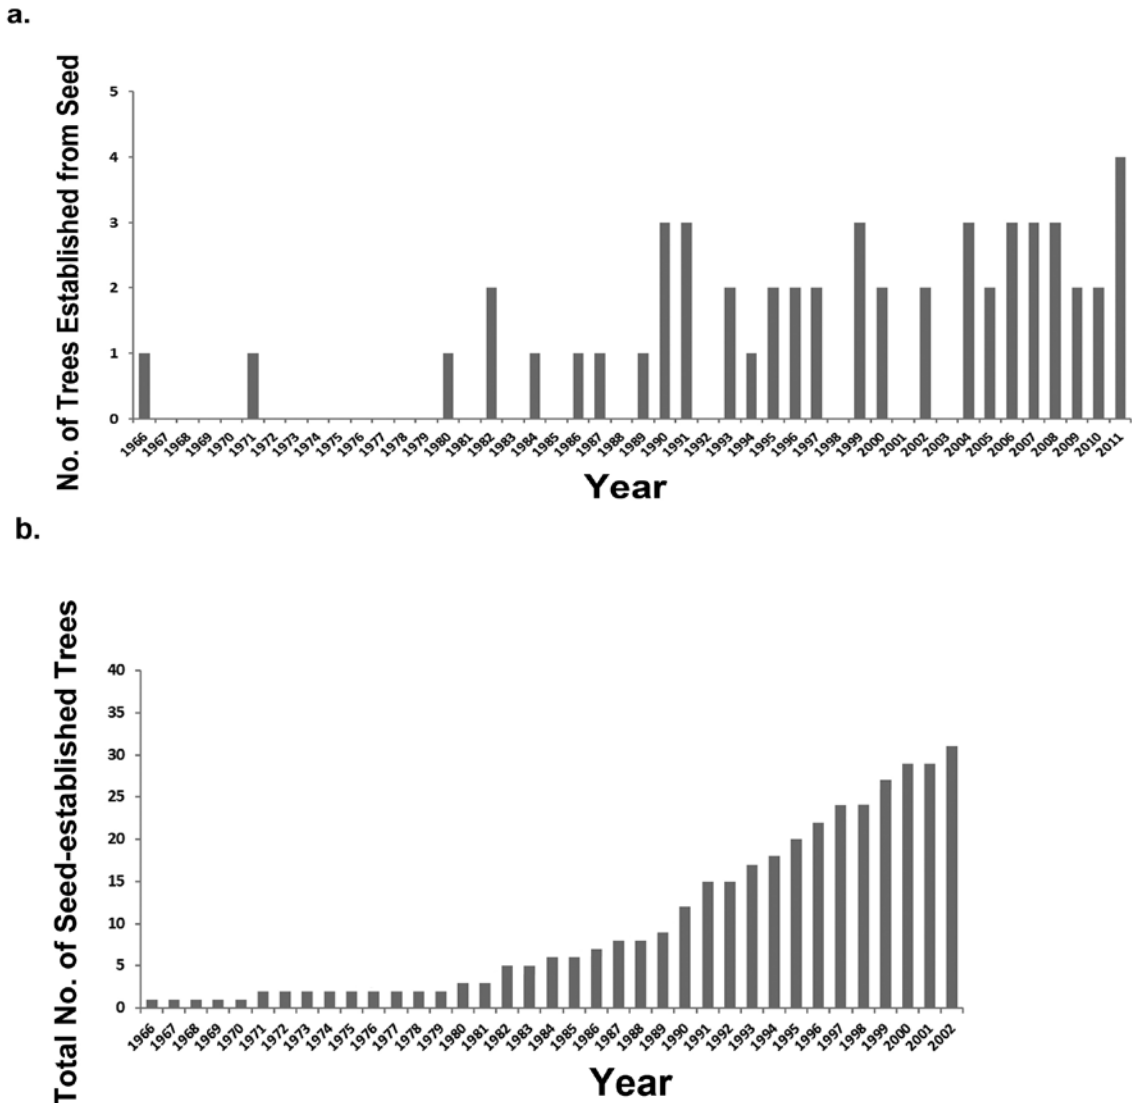 a.
No. of Trees Established from Seed
5
4
3
2
1
0
1966 1967 1968 1969 1970 1971 1972 1973 1974 1975 1976 1977 1978 1979 1980 1981 1982 1983 1984 1985 1986 1987 1988 1989 1990 1991 1992 1993 1994 1995 1996 1997 1998 1999 2000 2001 2002 2003 2004 2005 2006 2007 2008 2009 2010 2011
Year
b.
Total No. of Seed-established Trees
40
35
30
25
20
15
10
5
0
1966 1967 1968 1969 1970 1971 1972 1973 1974 1975 1976 1977 1978 1979 1980 1981 1982 1983 1984 1985 1986 1987 1988 1989 1990 1991 1992 1993 1994 1995 1996 1997 1998 1999 2000 2001 2002
Year